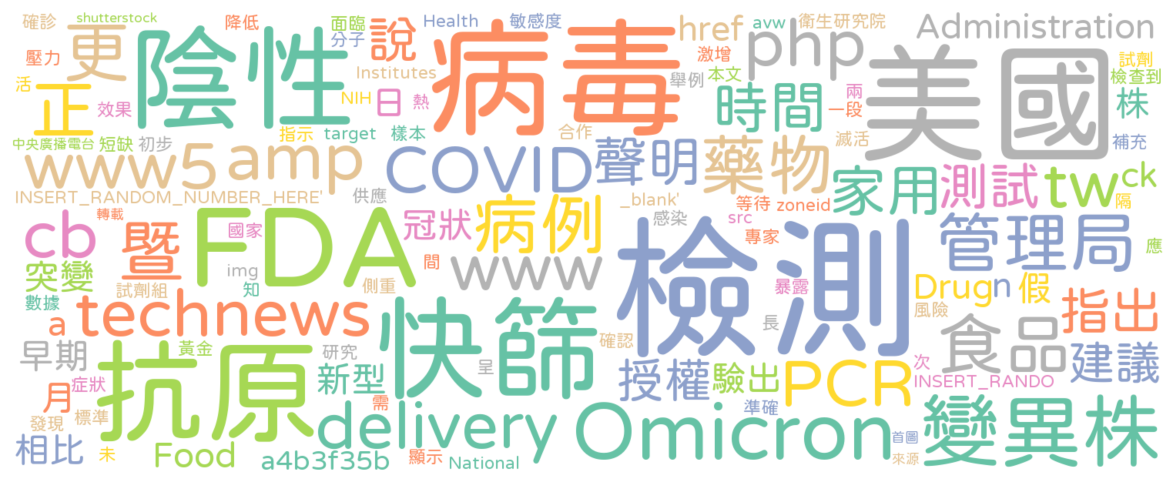 確診 shutterstock 降低 面臨 Health 敏感度 href avw 衛生研究院 Administration
壓力 更 陰性 分子 說 病毒 激增 php 美國 試劑
活 正 效果 Institutes NIH 日 熱 舉例 本文 時間 兩 一段 檢查到 株
中央廣播電台 短缺 初步 指示 target 樣本 合作 滅活 補充
www5 amp COVID 聲明 藥物 家用 測試 tw ck
INSERT_RANDOM_NUMBER_HERE' 供應 _blank' 感染 等待 zoneid 隔
cb 轉載 暨 國家 FDA 冠狀 病例 src 專家 檢測 管理局 應
突變 img 知 間 www 暴露 Drug n 假
數據 試劑組 側重 風險
a technews 快篩 長 食品 指出
早期 黃金 抗原 研究 呈 確認 次 建議
月 症狀 新型 授權 驗出 PCR INSERT_RANDO
發現 標準 需 delivery Omicron 準確 變異株
相比 未 Food a4b3f35b 顯示 National 首圖 來源